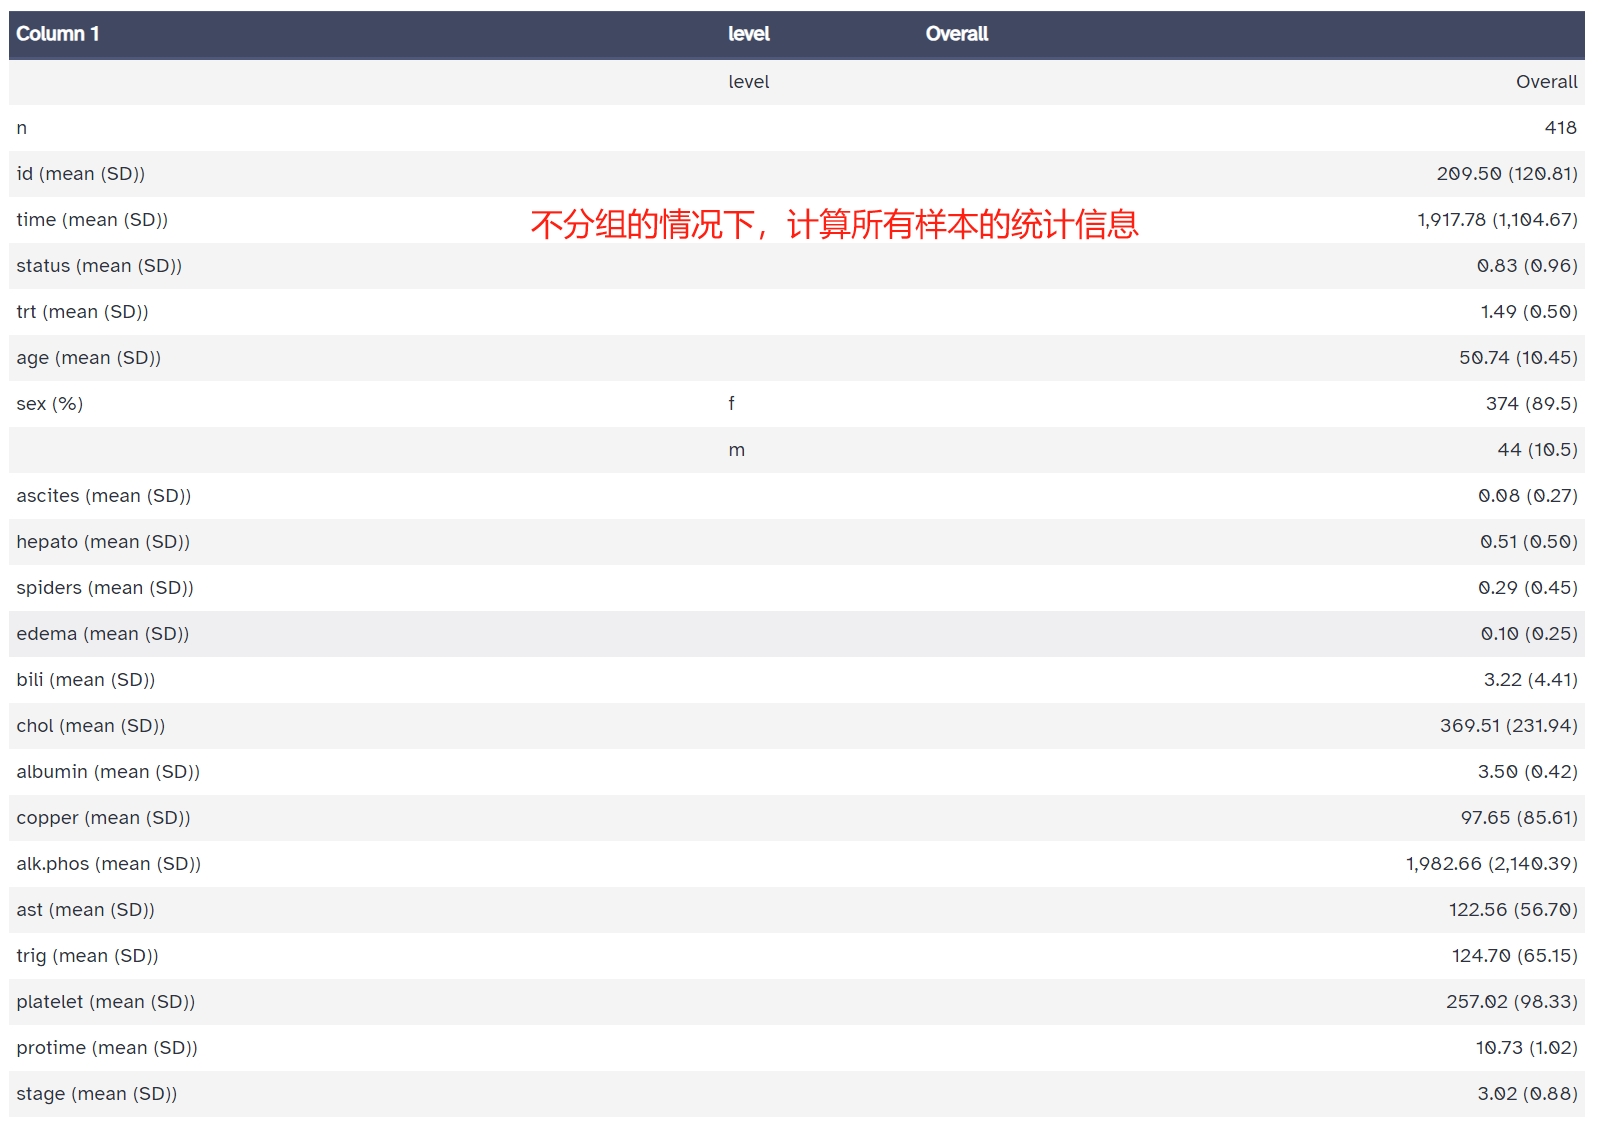 Column 1 level Overall
level Overall
n 418
id (mean (SD)) 209.50 (120.81)
time (mean (SD)) 不分组的情况下，计算所有样本的统计信息 1,917.78 (1,104.67)
status (mean (SD)) 0.83 (0.96)
trt (mean (SD)) 1.49 (0.50)
age (mean (SD)) 50.74 (10.45)
sex (%) f 374 (89.5)
m 44 (10.5)
ascites (mean (SD)) 0.08 (0.27)
hepato (mean (SD)) 0.51 (0.50)
spiders (mean (SD)) 0.29 (0.45)
edema (mean (SD)) 0.10 (0.25)
bili (mean (SD)) 3.22 (4.41)
chol (mean (SD)) 369.51 (231.94)
albumin (mean (SD)) 3.50 (0.42)
copper (mean (SD)) 97.65 (85.61)
alk.phos (mean (SD)) 1,982.66 (2,140.39)
ast (mean (SD)) 122.56 (56.70)
trig (mean (SD)) 124.70 (65.15)
platelet (mean (SD)) 257.02 (98.33)
protime (mean (SD)) 10.73 (1.02)
stage (mean (SD)) 3.02 (0.88)